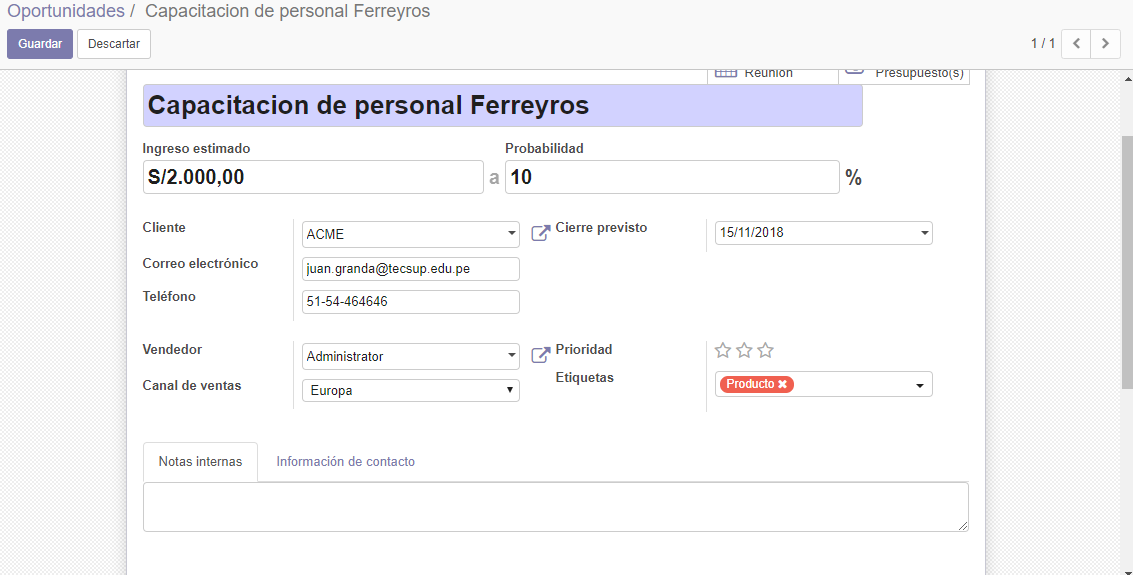 Oportunidades / Capacitacion de personal Ferreyros
Guardar Descartar 1 / 1
Reunión Presupuesto(s)
Capacitacion de personal Ferreyros
Ingreso estimado Probabilidad
S/2.000,00 a 10 %
Cliente ACME Cierre previsto 15/11/2018
Correo electrónico juan.granda@tecsup.edu.pe
Teléfono 51-54-464646
Vendedor Administrator Prioridad
Etiquetas Producto
Canal de ventas Europa
Notas internas Información de contacto